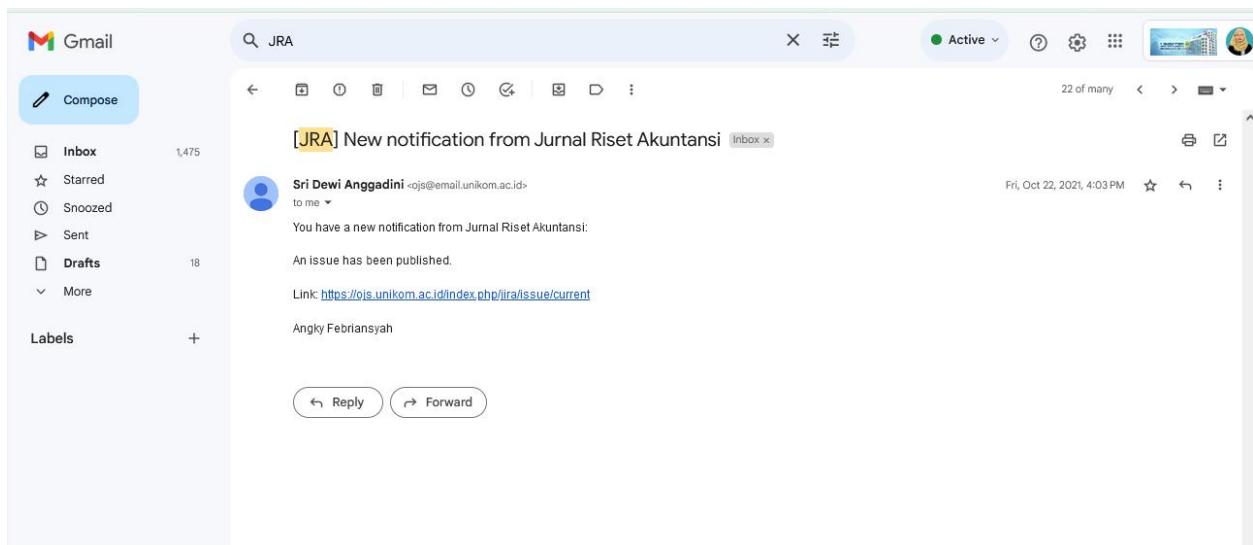 Gmail
JRA
Active
Compose
22 of many
[JRA] New notification from Jurnal Riset Akuntansi Inbox x
Inbox 1,475
Starred
Snoozed
Sent
Drafts 18
More
Labels
Sri Dewi Anggadini <ojs@email.unikom.ac.id>
Fri, Oct 22, 2021, 4:03 PM
to me
You have a new notification from Jurnal Riset Akuntansi:
An issue has been published.
Link: https://ojs.unikom.ac.id/index.php/jira/issue/current
Angky Febriansyah
Reply
Forward